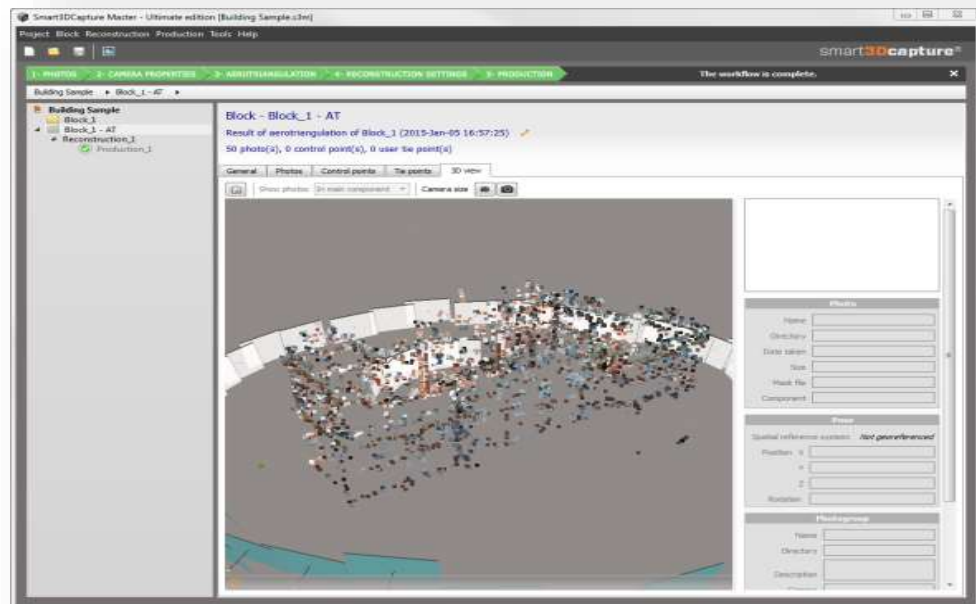 Smart3DCapture Master - Ultimate edition [Building Sample.s3m]
Project Block Reconstruction Production Tools Help
smart3Dcapture®
1- PHOTOS 2- CAMERA PROPERTIES 3- AEROTRIANGULATION 4- RECONSTRUCTION SETTINGS 5- PRODUCTION The workflow is complete.
Building Sample Block_1 - AT
Building Sample
Block_1
Block_1 - AT
Reconstruction_1
Production_1
Block - Block_1 - AT
Result of aerotriangulation of Block_1 (2015-Jan-05 16:57:25)
50 photo(s), 0 control point(s), 0 user tie point(s)
General Photos Control points Tie points 3D view
Show photos: In main component Camera size
Photo
Name
Directory
Date taken
Size
Mask file
Component
Pose
Spatial reference system: Not georeferenced
Position X
Y
Z
Rotation
Photogroup
Name
Directory
Description